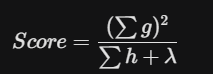 Score = (∑ g)² / ∑ h + λ